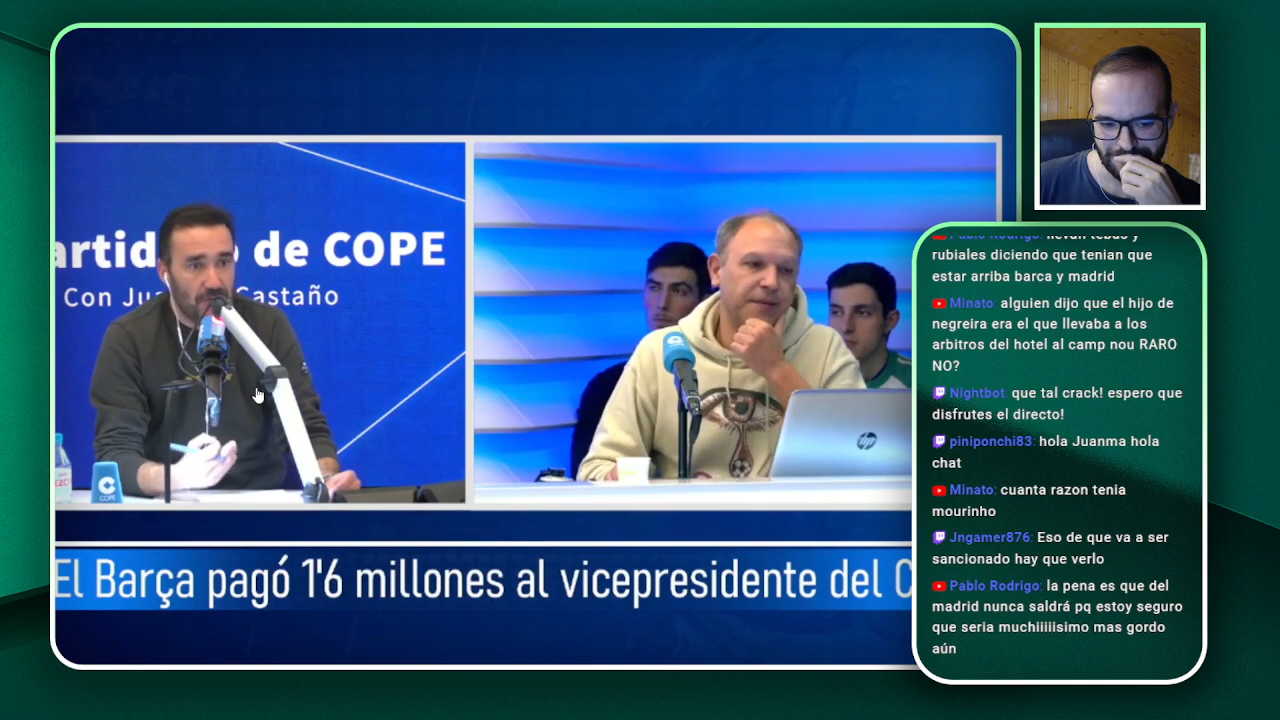 artid o de COPE
Con Ju Castaño
COPE
hp
El Barça pagó 1'6 millones al vicepresidente del C
rubiales diciendo que tenian que
estar arriba barca y madrid
Minato: alguien dijo que el hijo de
negreira era el que llevaba a los
arbitros del hotel al camp nou RARO
NO?
Nightbot: que tal crack! espero que
disfrutes el directo!
piniponchi83: hola Juanma hola
chat
Minato: cuanta razon tenia
mourinho
Jngamer876: Eso de que va a ser
sancionado hay que verlo
Pablo Rodrigo: la pena es que del
madrid nunca saldrá pq estoy seguro
que seria muchiiiiisimo mas gordo
aún